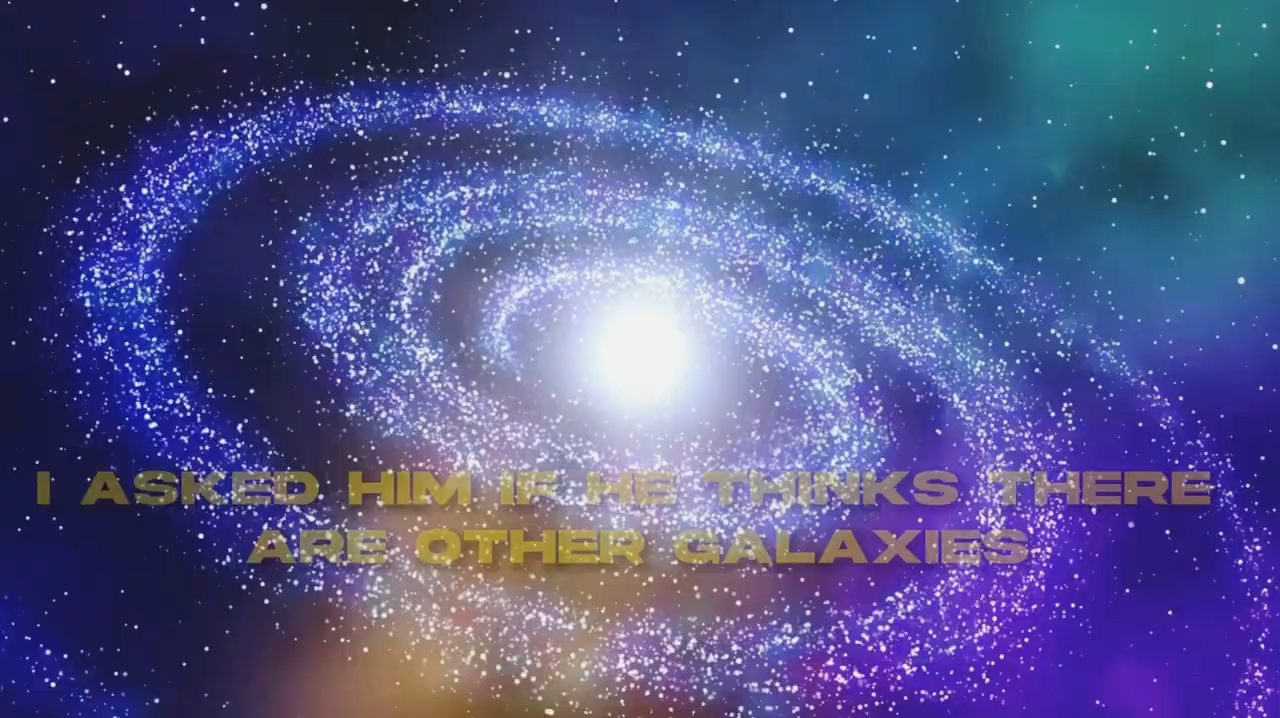 I ASKED HIM IF HE THINKS THERE
ARE OTHER GALAXIES